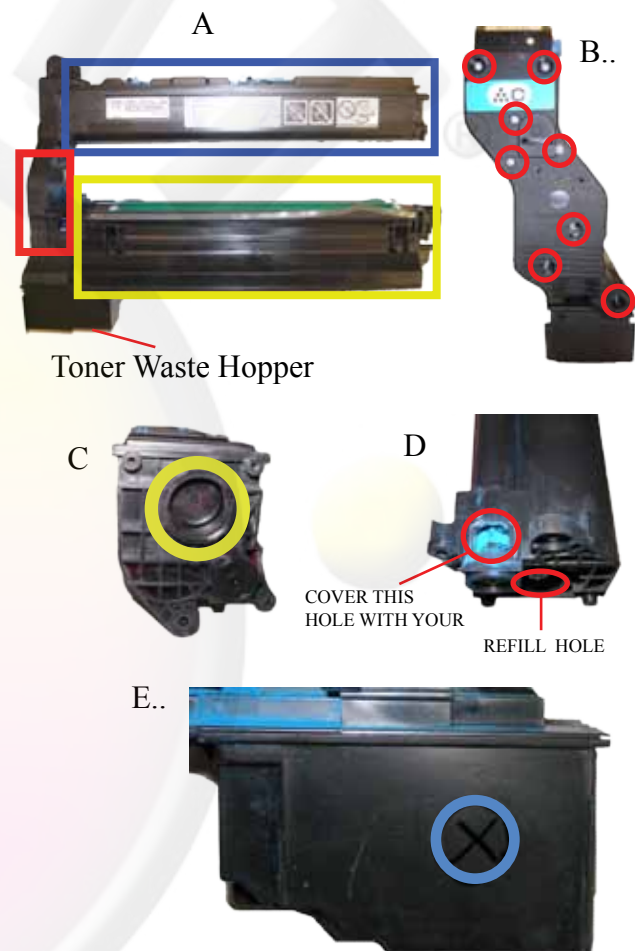 A
B..
C
Toner Waste Hopper
C
D
COVER THIS
HOLE WITH YOUR
REFILL HOLE
E..
X